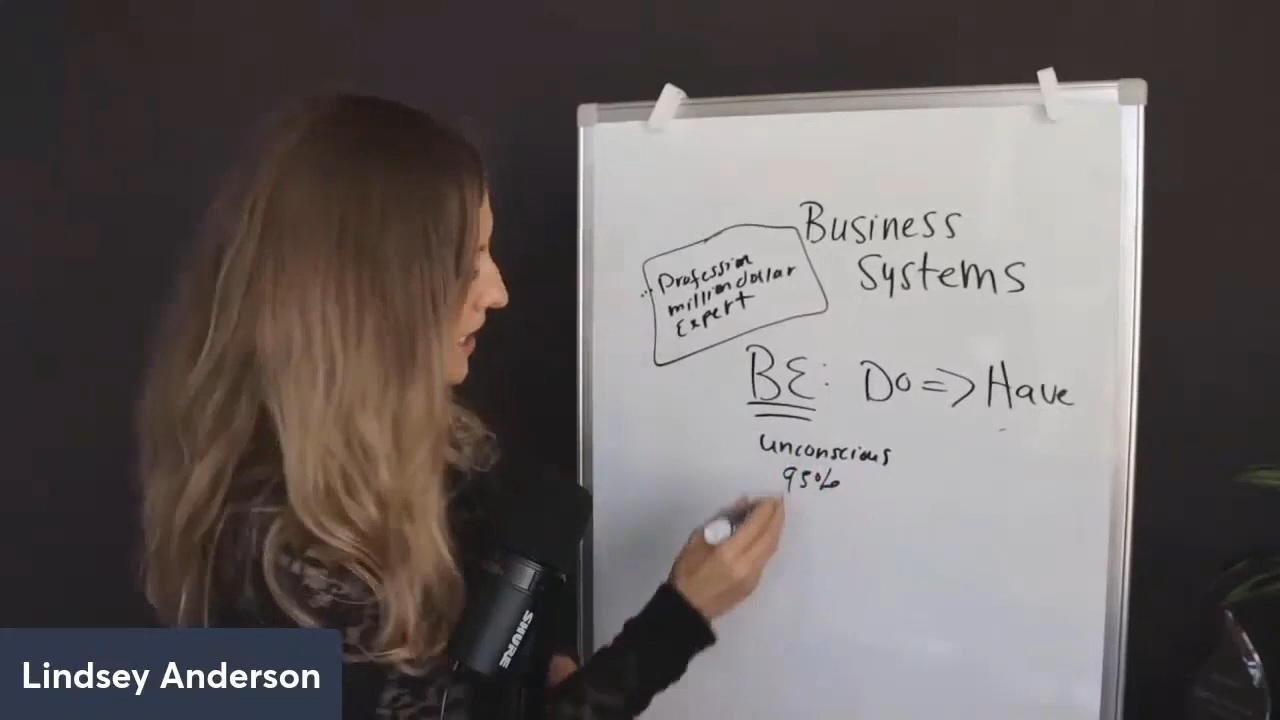 Business
Systems
Profession
million dollar
Expert
BE: Do => Have
unconscious
95%
SHURE
Lindsey Anderson